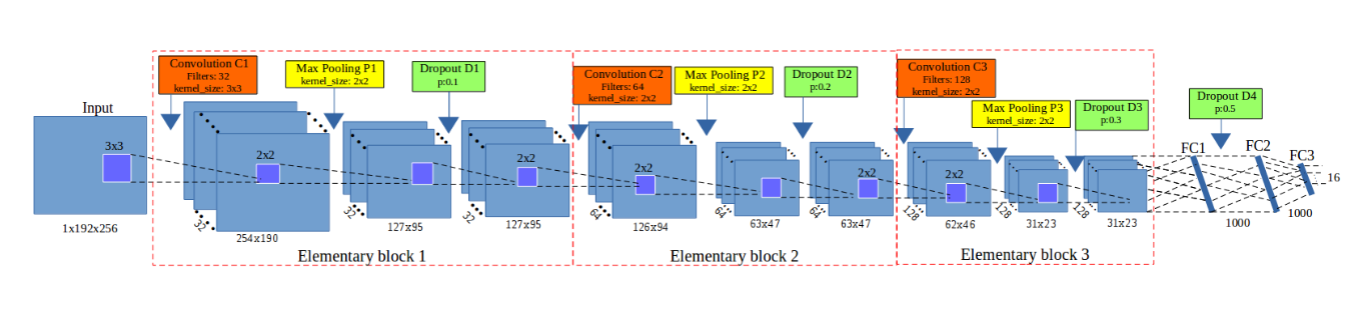 Input
3x3
1x192x256
Convolution C1
Filters: 32
kernel_size: 3x3
2x2
32
254x190
Max Pooling P1
kernel_size: 2x2
32
127x95
Dropout D1
p:0.1
2x2
32
127x95
Elementary block 1
Convolution C2
Filters: 64
kernel_size: 2x2
2x2
64
126x94
Max Pooling P2
kernel_size: 2x2
64
63x47
Dropout D2
p:0.2
2x2
64
63x47
Elementary block 2
Convolution C3
Filters: 128
kernel_size: 2x2
2x2
128
62x46
Max Pooling P3
kernel_size: 2x2
128
31x23
Dropout D3
p:0.3
128
31x23
Elementary block 3
Dropout D4
p:0.5
FC1
1000
FC2
1000
FC3
16